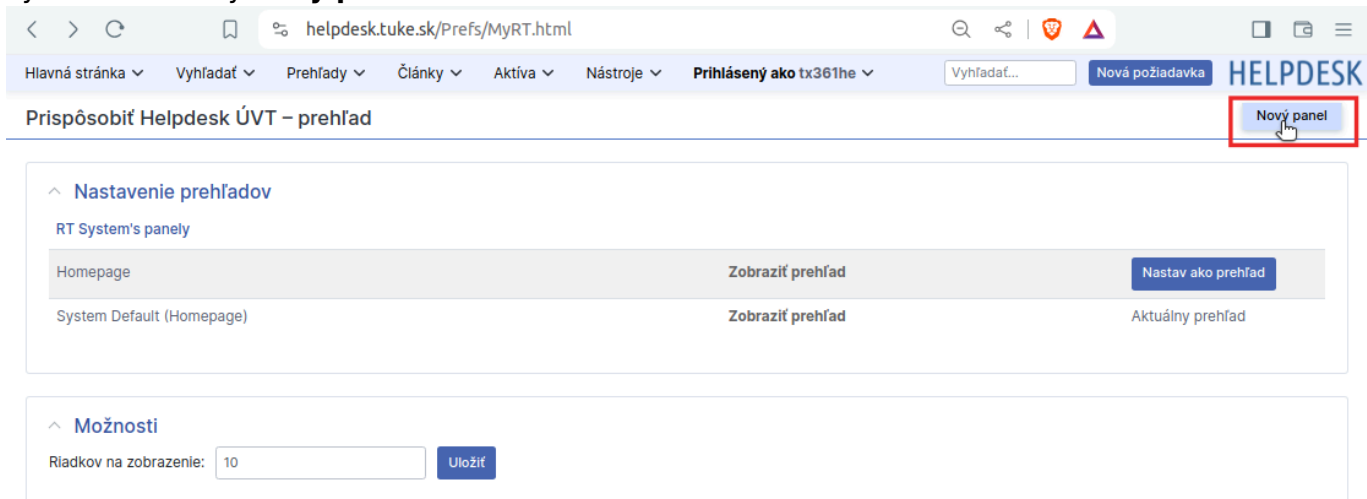 helpdesk.tuke.sk/Prefs/MyRT.html
Hlavná stránka Vyhľadať Prehľady Články Aktíva Nástroje Prihlásený ako tx361he Vyhľadať... Nová požiadavka HELPDESK
Prispôsobiť Helpdesk ÚVT – prehľad Nový panel
Nastavenie prehľadov
RT System's panely
Homepage Zobraziť prehľad Nastav ako prehľad
System Default (Homepage) Zobraziť prehľad Aktuálny prehľad
Možnosti
Riadkov na zobrazenie: 10 Uložiť